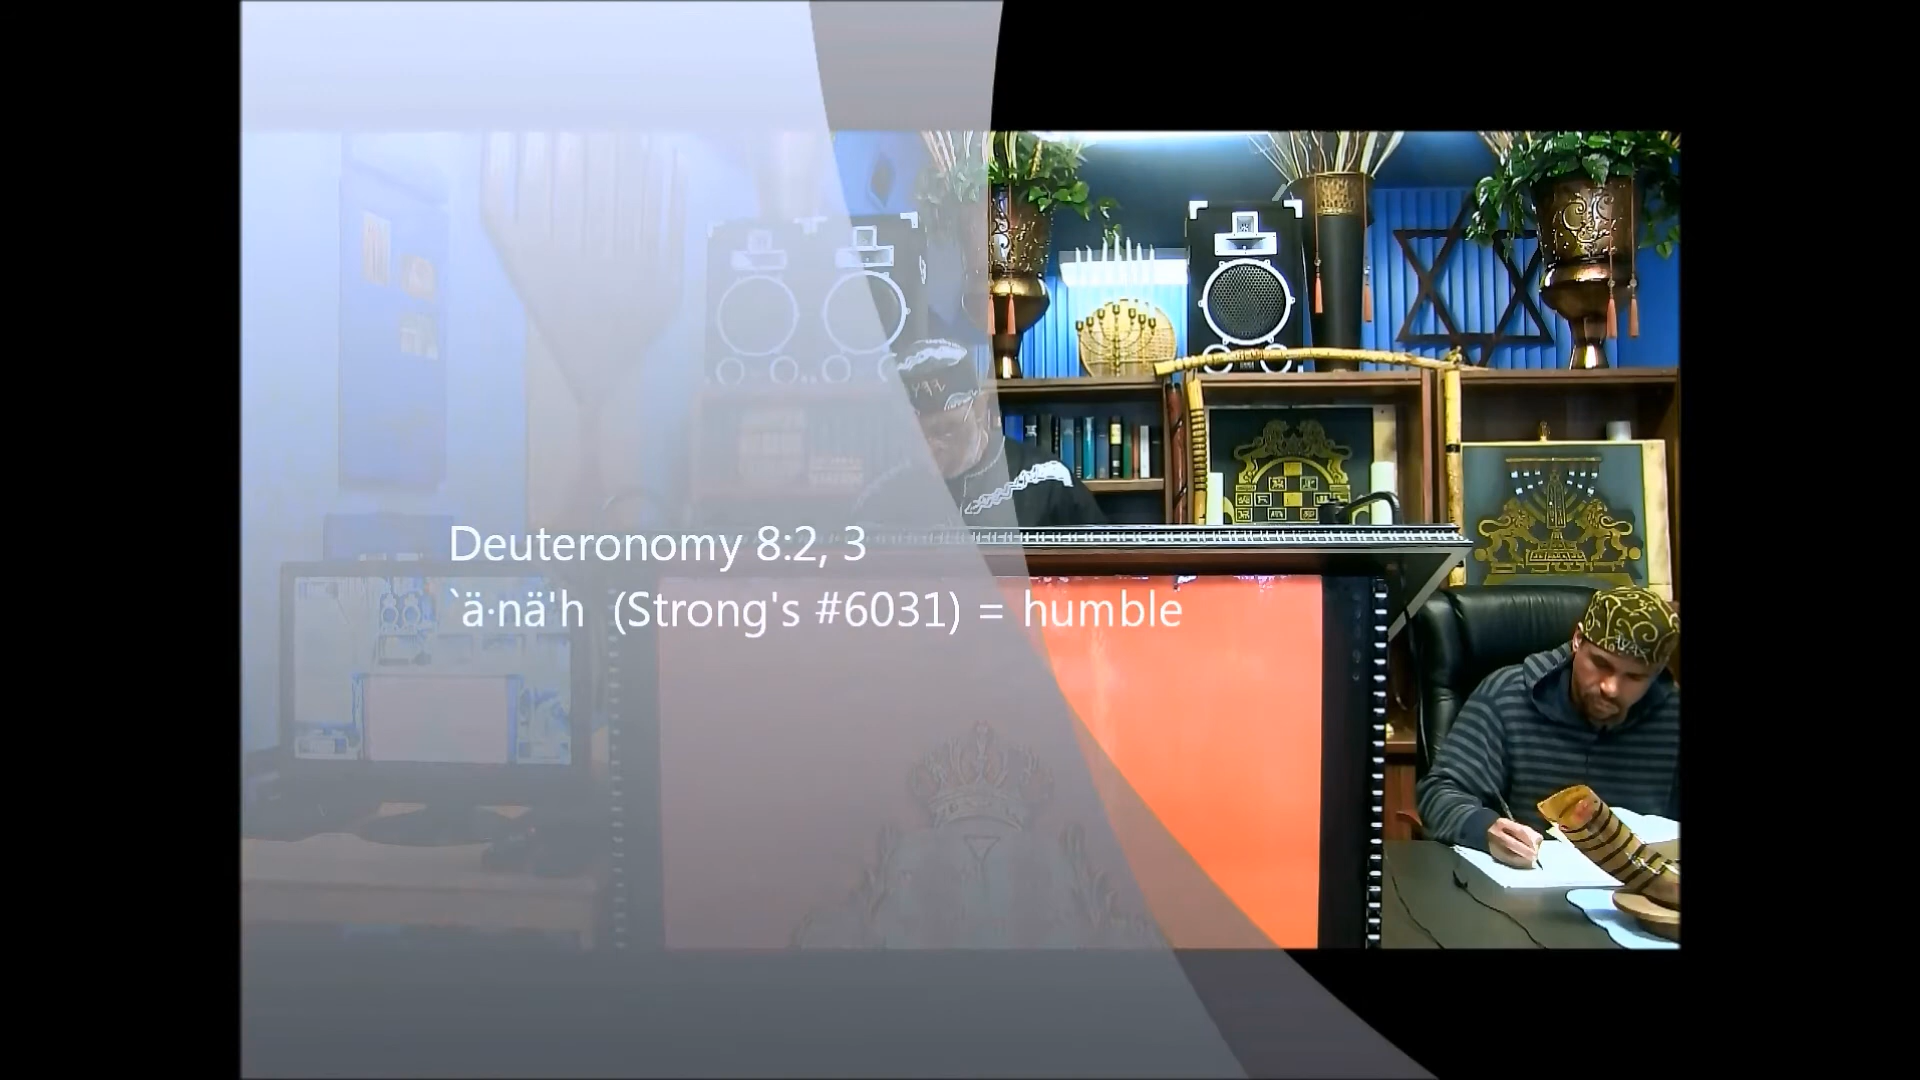 Deuteronomy 8:2, 3
`ä·nä'h  (Strong's #6031) = humble